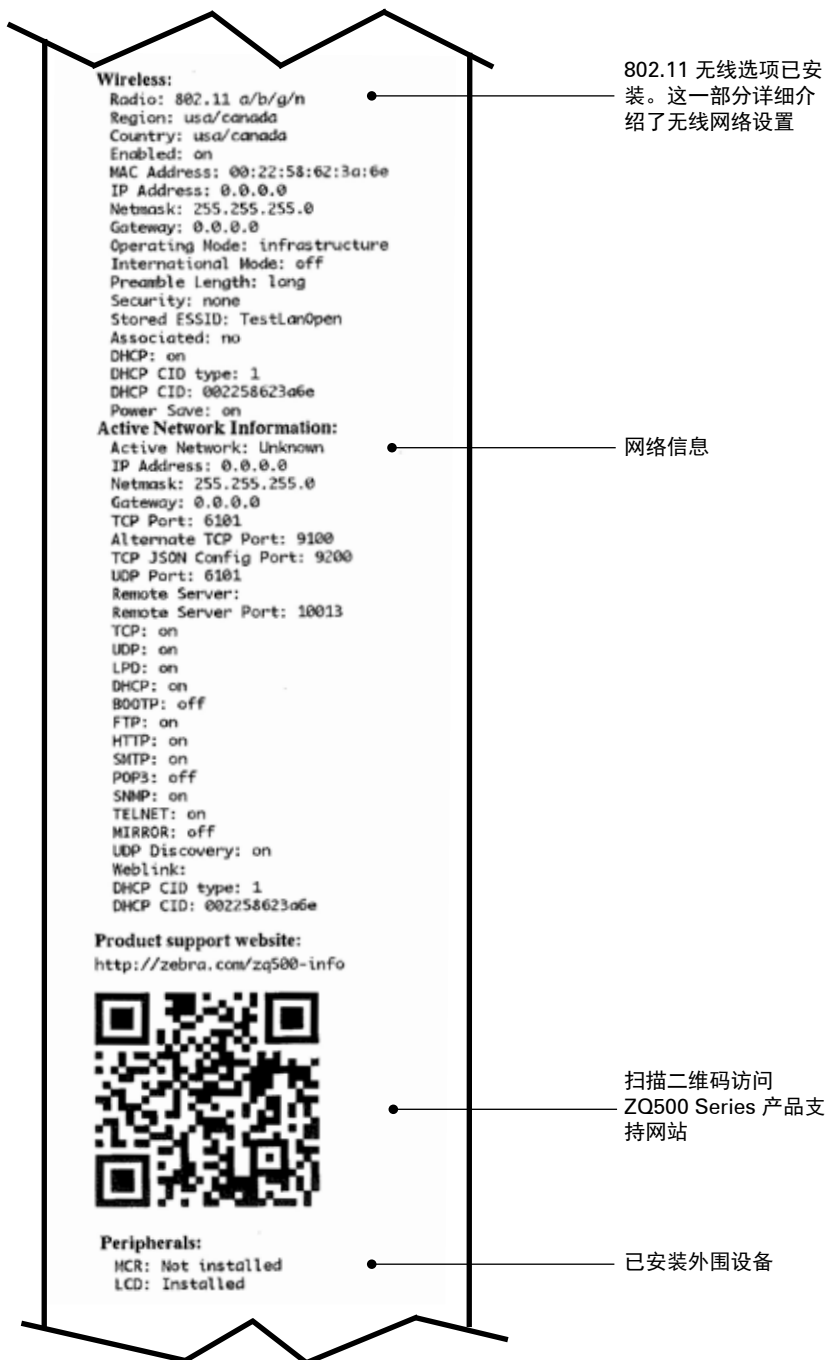 Wireless:
Radio: 802.11 a/b/g/n
Region: usa/canada
Country: usa/canada
Enabled: on
MAC Address: 00:22:58:62:3a:6e
IP Address: 0.0.0.0
Netmask: 255.255.255.0
Gateway: 0.0.0.0
Operating Mode: infrastructure
International Mode: off
Preamble Length: long
Security: none
Stored ESSID: TestLanOpen
Associated: no
DHCP: on
DHCP CID type: 1
DHCP CID: 002258623a6e
Power Save: on
802.11 无线选项已安
装。这一部分详细介
绍了无线网络设置
Active Network Information:
Active Network: Unknown
IP Address: 0.0.0.0
Netmask: 255.255.255.0
Gateway: 0.0.0.0
TCP Port: 6101
Alternate TCP Port: 9100
TCP JSON Config Port: 9200
UDP Port: 6101
Remote Server:
Remote Server Port: 10013
TCP: on
UDP: on
LPD: on
DHCP: on
BOOTP: off
FTP: on
HTTP: on
SMTP: on
POP3: off
SNMP: on
TELNET: on
MIRROR: off
UDP Discovery: on
Weblink:
DHCP CID type: 1
DHCP CID: 002258623a6e
网络信息
Product support website:
http://zebra.com/zq500-info
扫描二维码访问
ZQ500 Series 产品支
持网站
Peripherals:
MCR: Not installed
LCD: Installed
已安装外围设备